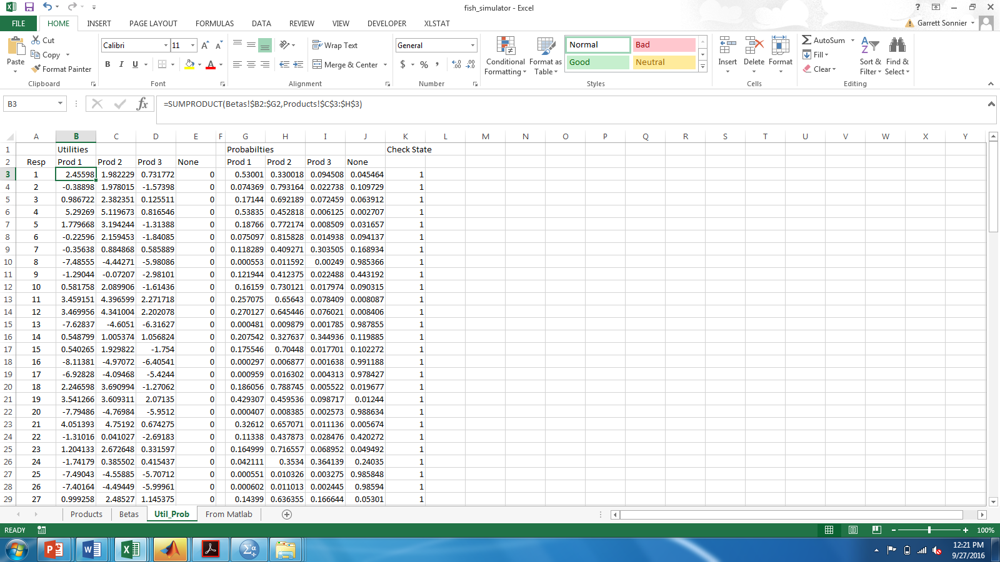 fish_simulator - Excel
FILE HOME INSERT PAGE LAYOUT FORMULAS DATA REVIEW VIEW DEVELOPER XLSTAT Garrett Sonnier
Paste Cut Copy Format Painter Clipboard
Calibri 11 B I U A Font
Wrap Text Merge & Center Alignment
General $ % , Number
Conditional Formatting Format as Table Normal Bad Good Neutral Styles
Insert Delete Format Cells
AutoSum Fill Clear Sort & Filter Find & Select Editing
B3 fx =SUMPRODUCT(Betas!$B2:$G2,Products!$C$3:$H$3)
A B C D E F G H I J K L M N O P Q R S T U V W X Y
1 Utilities Probabilties Check State
2 Resp Prod 1 Prod 2 Prod 3 None Prod 1 Prod 2 Prod 3 None
3 1 2.45598 1.982229 0.731772 0 0.53001 0.330018 0.094508 0.045464 1
4 2 -0.38898 1.978015 -1.57398 0 0.074369 0.793164 0.022738 0.109729 1
5 3 0.986722 2.382351 0.125511 0 0.17144 0.692189 0.072459 0.063912 1
6 4 5.29269 5.119673 0.816546 0 0.53835 0.452818 0.006125 0.002707 1
7 5 1.779668 3.194244 -1.31388 0 0.18766 0.772174 0.008509 0.031657 1
8 6 -0.22596 2.159453 -1.84085 0 0.075097 0.815828 0.014938 0.094137 1
9 7 -0.35638 0.884868 0.585889 0 0.118289 0.409271 0.303505 0.168934 1
10 8 -7.48555 -4.44271 -5.98086 0 0.000553 0.011592 0.00249 0.985366 1
11 9 -1.29044 -0.07207 -2.98101 0 0.121944 0.412375 0.022488 0.443192 1
12 10 0.581758 2.089906 -1.61436 0 0.16159 0.730121 0.017974 0.090315 1
13 11 3.459151 4.396599 2.271718 0 0.257075 0.65643 0.078409 0.008087 1
14 12 3.469956 4.341004 2.202078 0 0.270127 0.645446 0.076021 0.008406 1
15 13 -7.62837 -4.6051 -6.31627 0 0.000481 0.009879 0.001785 0.987855 1
16 14 0.548799 1.005374 1.056824 0 0.207542 0.327637 0.344936 0.119885 1
17 15 0.540265 1.929822 -1.754 0 0.175546 0.70448 0.017701 0.102272 1
18 16 -8.11381 -4.97072 -6.40541 0 0.000297 0.006877 0.001638 0.991188 1
19 17 -6.92828 -4.09468 -5.4244 0 0.000959 0.016302 0.004313 0.978427 1
20 18 2.246598 3.690994 -1.27062 0 0.186056 0.788745 0.005522 0.019677 1
21 19 3.541266 3.609311 2.07135 0 0.429307 0.459536 0.098717 0.01244 1
22 20 -7.79486 -4.76984 -5.9512 0 0.000407 0.008385 0.002573 0.988634 1
23 21 4.051393 4.75192 0.674275 0 0.32612 0.657071 0.011136 0.005674 1
24 22 -1.31016 0.041027 -2.69183 0 0.11338 0.437873 0.028476 0.420272 1
25 23 1.204133 2.672648 0.331597 0 0.164999 0.716557 0.068952 0.049492 1
26 24 -1.74179 0.385502 0.415437 0 0.042111 0.3534 0.364139 0.24035 1
27 25 -7.49043 -4.55885 -5.70712 0 0.000551 0.010326 0.003275 0.985848 1
28 26 -7.40164 -4.49449 -5.99961 0 0.000602 0.011013 0.002445 0.98594 1
29 27 0.999258 2.48527 1.145375 0 0.14399 0.636355 0.166644 0.05301 1
Products Betas Util_Prob From Matlab
READY 100%
12:21 PM
9/27/2016